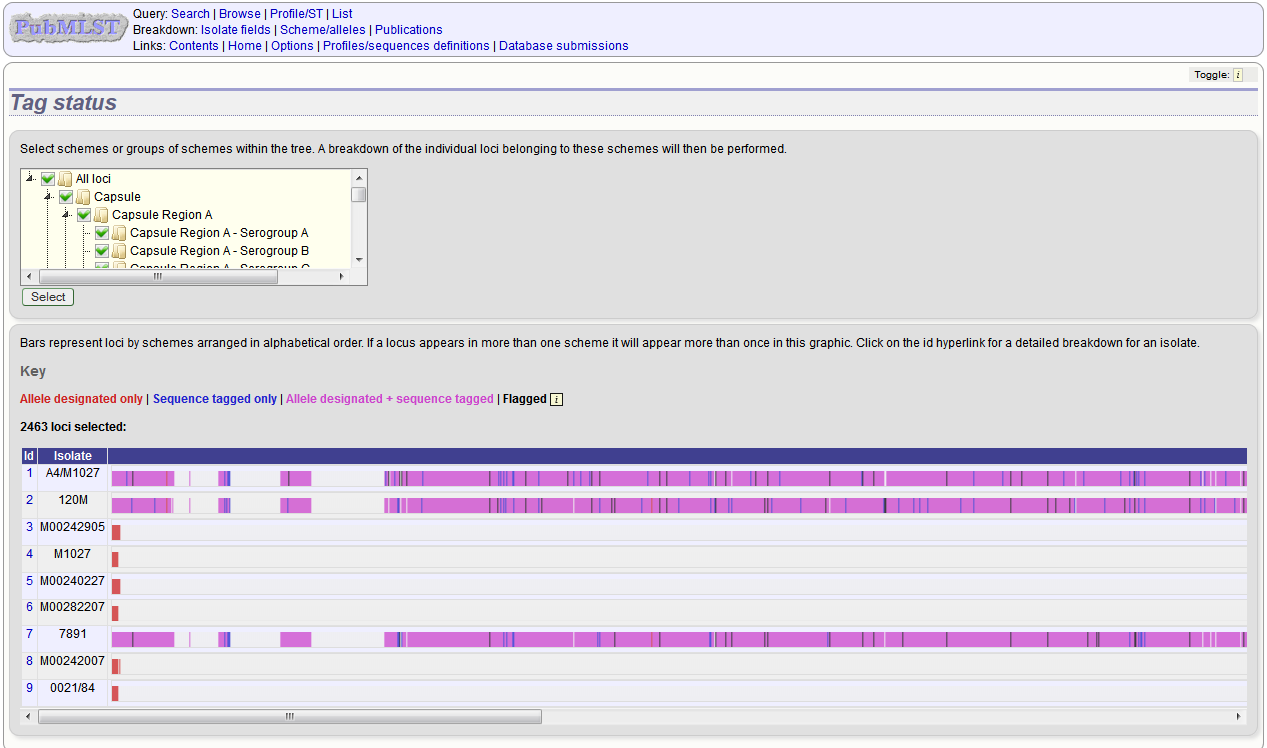 PubMLST
Query: Search | Browse | Profile/ST | List
Breakdown: Isolate fields | Scheme/alleles | Publications
Links: Contents | Home | Options | Profiles/sequences definitions | Database submissions
Toggle: i
Tag status
Select schemes or groups of schemes within the tree. A breakdown of the individual loci belonging to these schemes will then be performed.
All loci
Capsule
Capsule Region A
Capsule Region A - Serogroup A
Capsule Region A - Serogroup B
Capsule Region A - Serogroup C
Select
Bars represent loci by schemes arranged in alphabetical order. If a locus appears in more than one scheme it will appear more than once in this graphic. Click on the id hyperlink for a detailed breakdown for an isolate.
Key
Allele designated only | Sequence tagged only | Allele designated + sequence tagged | Flagged i
2463 loci selected:
Id Isolate
1 A4/M1027
2 120M
3 M00242905
4 M1027
5 M00240227
6 M00282207
7 7891
8 M00242007
9 0021/84